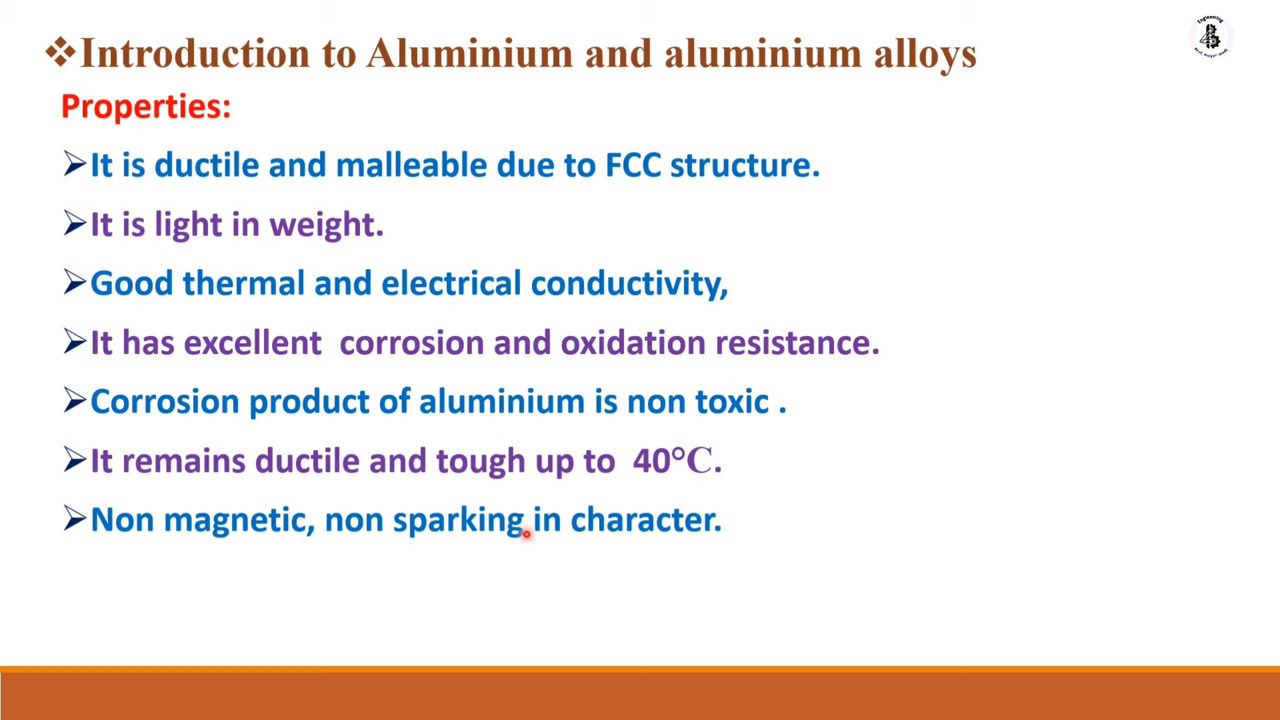 ❖Introduction to Aluminium and aluminium alloys
Properties:
➢It is ductile and malleable due to FCC structure.
➢It is light in weight.
➢Good thermal and electrical conductivity,
➢It has excellent  corrosion and oxidation resistance.
➢Corrosion product of aluminium is non toxic .
➢It remains ductile and tough up to  40°C.
➢Non magnetic, non sparking in character.
Engineering